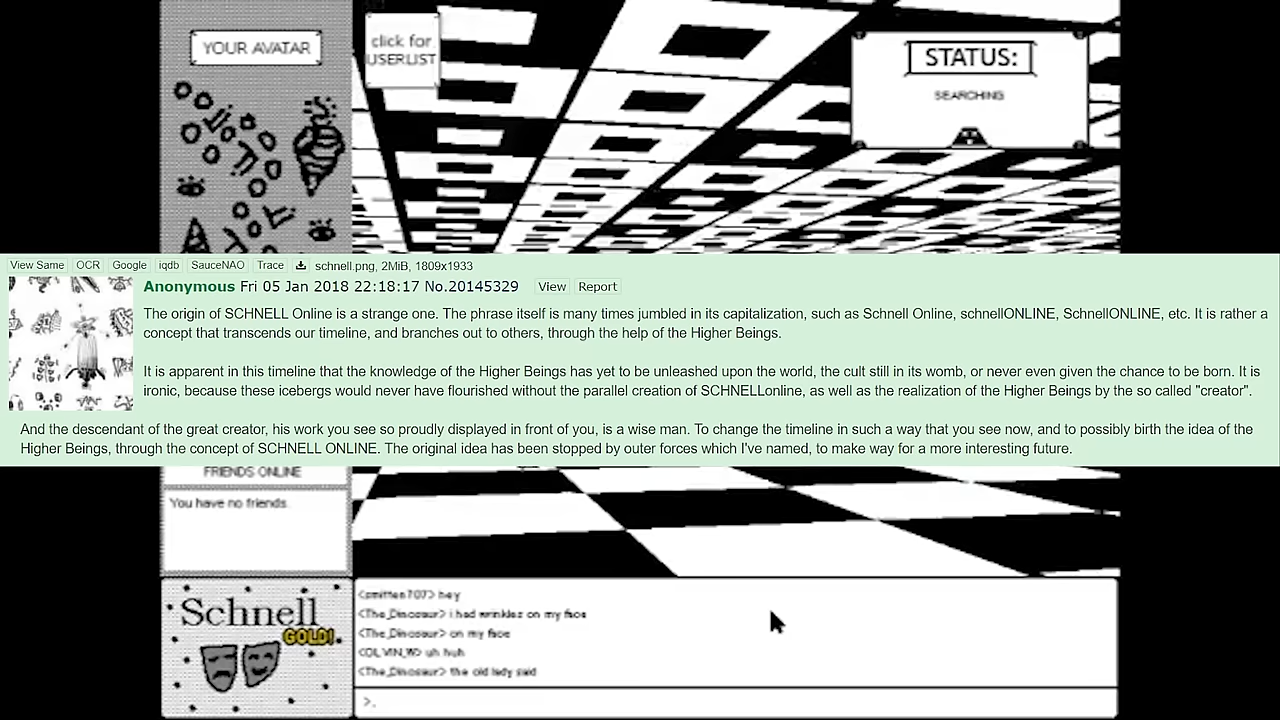 YOUR AVATAR
click for
USERLIST
STATUS:
SEARCHING
View Same OCR Google iqdb SauceNAO Trace schnell.png, 2MiB, 1809x1933
Anonymous Fri 05 Jan 2018 22:18:17 No.20145329 View Report
The origin of SCHNELL Online is a strange one. The phrase itself is many times jumbled in its capitalization, such as Schnell Online, schnellONLINE, SchnellONLINE, etc. It is rather a
concept that transcends our timeline, and branches out to others, through the help of the Higher Beings.
It is apparent in this timeline that the knowledge of the Higher Beings has yet to be unleashed upon the world, the cult still in its womb, or never even given the chance to be born. It is
ironic, because these icebergs would never have flourished without the parallel creation of SCHNELLonline, as well as the realization of the Higher Beings by the so called "creator".
And the descendant of the great creator, his work you see so proudly displayed in front of you, is a wise man. To change the timeline in such a way that you see now, and to possibly birth the idea of the
Higher Beings, through the concept of SCHNELL ONLINE. The original idea has been stopped by outer forces which I've named, to make way for a more interesting future.
FRIENDS ONLINE
You have no friends.
Schnell
GOLD!
<smitten707> hey
<The_Dinosaur> i had wrinkles on my face
<The_Dinosaur> on my face
uh huh
<The_Dinosaur> the old lady said
>.